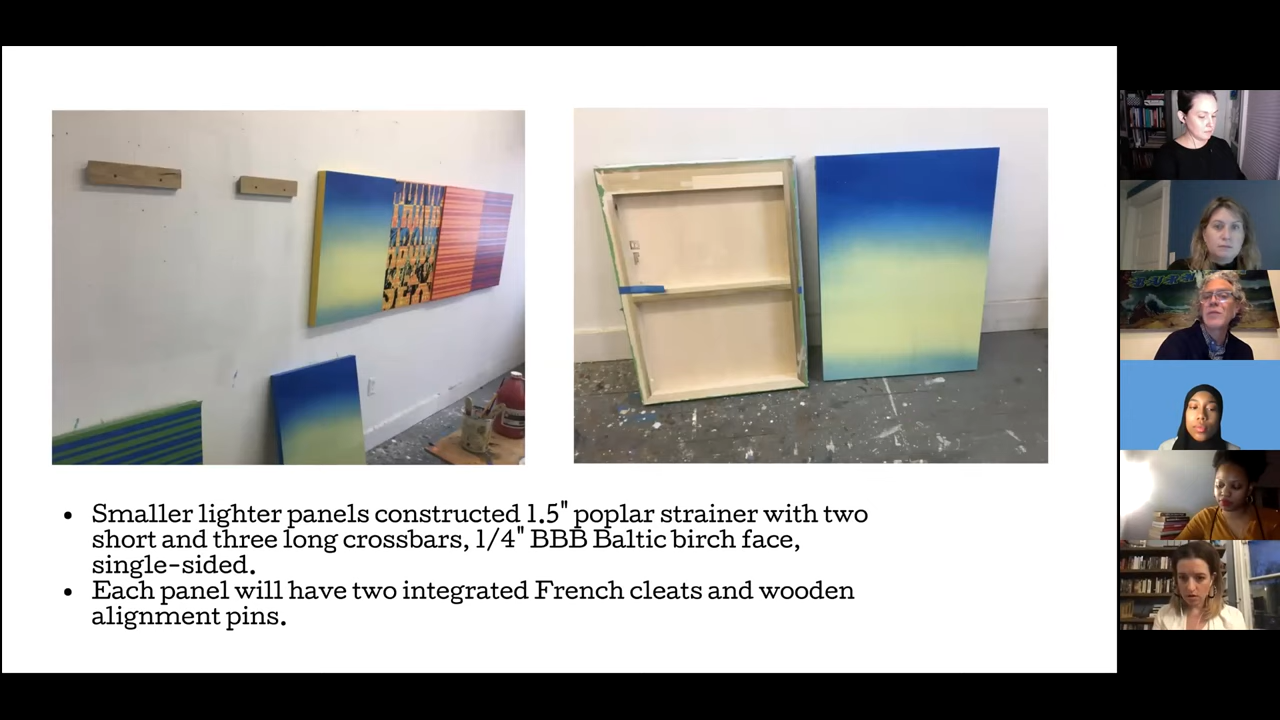 • Smaller lighter panels constructed 1.5" poplar strainer with two
short and three long crossbars, 1/4" BBB Baltic birch face,
single-sided.
• Each panel will have two integrated French cleats and wooden
alignment pins.